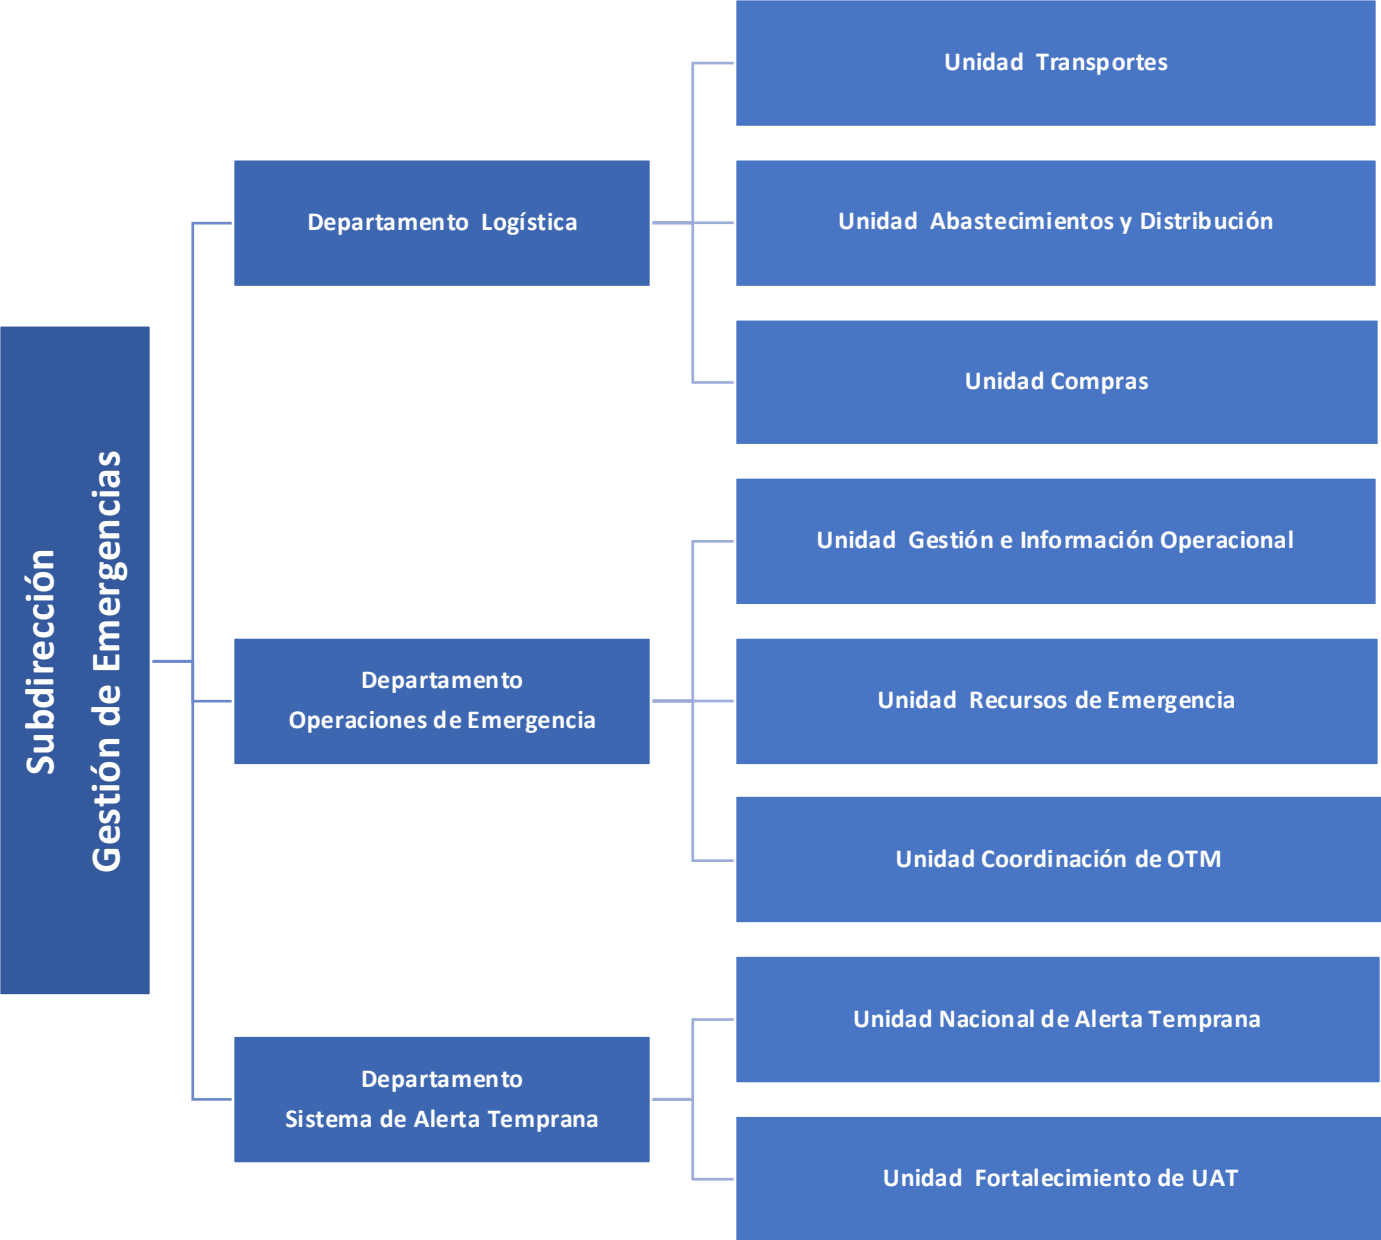 Subdirección
Gestión de Emergencias
Departamento Logística
Unidad Transportes
Unidad Abastecimientos y Distribución
Unidad Compras
Departamento
Operaciones de Emergencia
Unidad Gestión e Información Operacional
Unidad Recursos de Emergencia
Unidad Coordinación de OTM
Departamento
Sistema de Alerta Temprana
Unidad Nacional de Alerta Temprana
Unidad Fortalecimiento de UAT